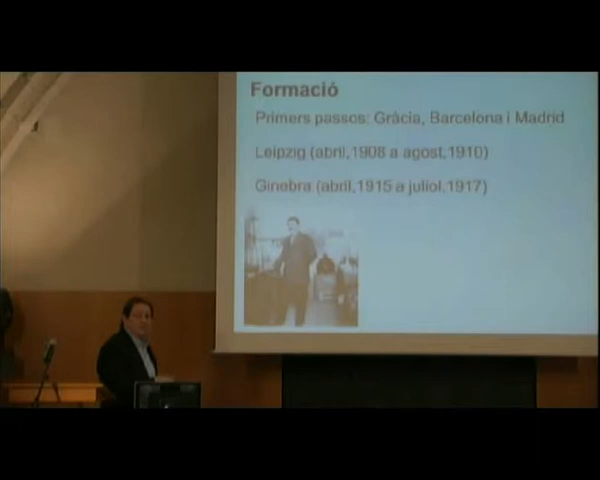 Formació
Primers passos: Gràcia, Barcelona i Madrid
Leipzig (abril,1908 a agost,1910)
Ginebra (abril,1915 a juliol,1917)